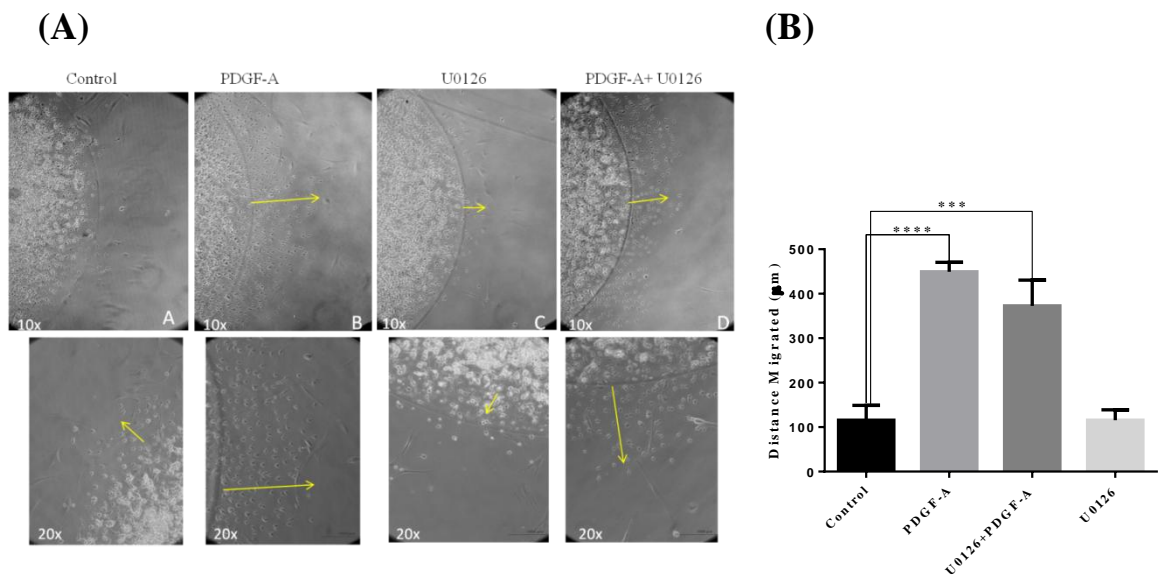 (A)
(B)
Control PDGF-A U0126 PDGF-A+ U0126
10x A
10x B
10x C
10x D
20x
20x
20x
20x
***
****
500
400
300
200
100
0
Distance Migrated
Control
PDGF-A
U0126+PDGF-A
U0126